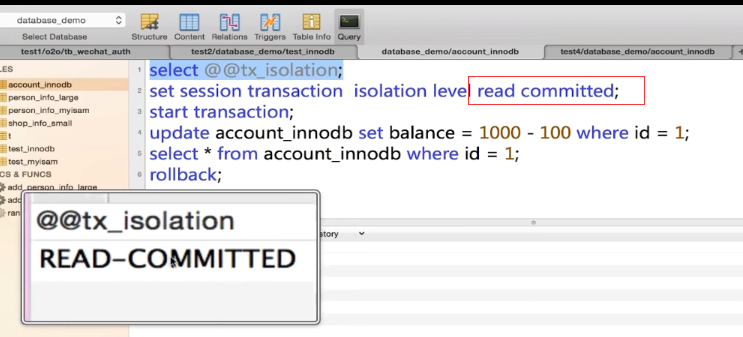 database_demo
Select Database
Structure Content Relations Triggers Table Info Query
test1/o2o/tb_wechat_auth
test2/database_demo/test_innodb
database_demo/account_innodb
test4/database_demo/account_innodb
LES
account_innodb
person_info_large
person_info_myisam
shop_info_small
t
test_innodb
test_myisam
CS & FUNCS
add_person_info_large
add
ran
1 select @@tx_isolation;
2 set session transaction isolation level read committed;
3 start transaction;
4 update account_innodb set balance = 1000 - 100 where id = 1;
5 select * from account_innodb where id = 1;
6 rollback;
story
@@tx_isolation
READ-COMMITTED